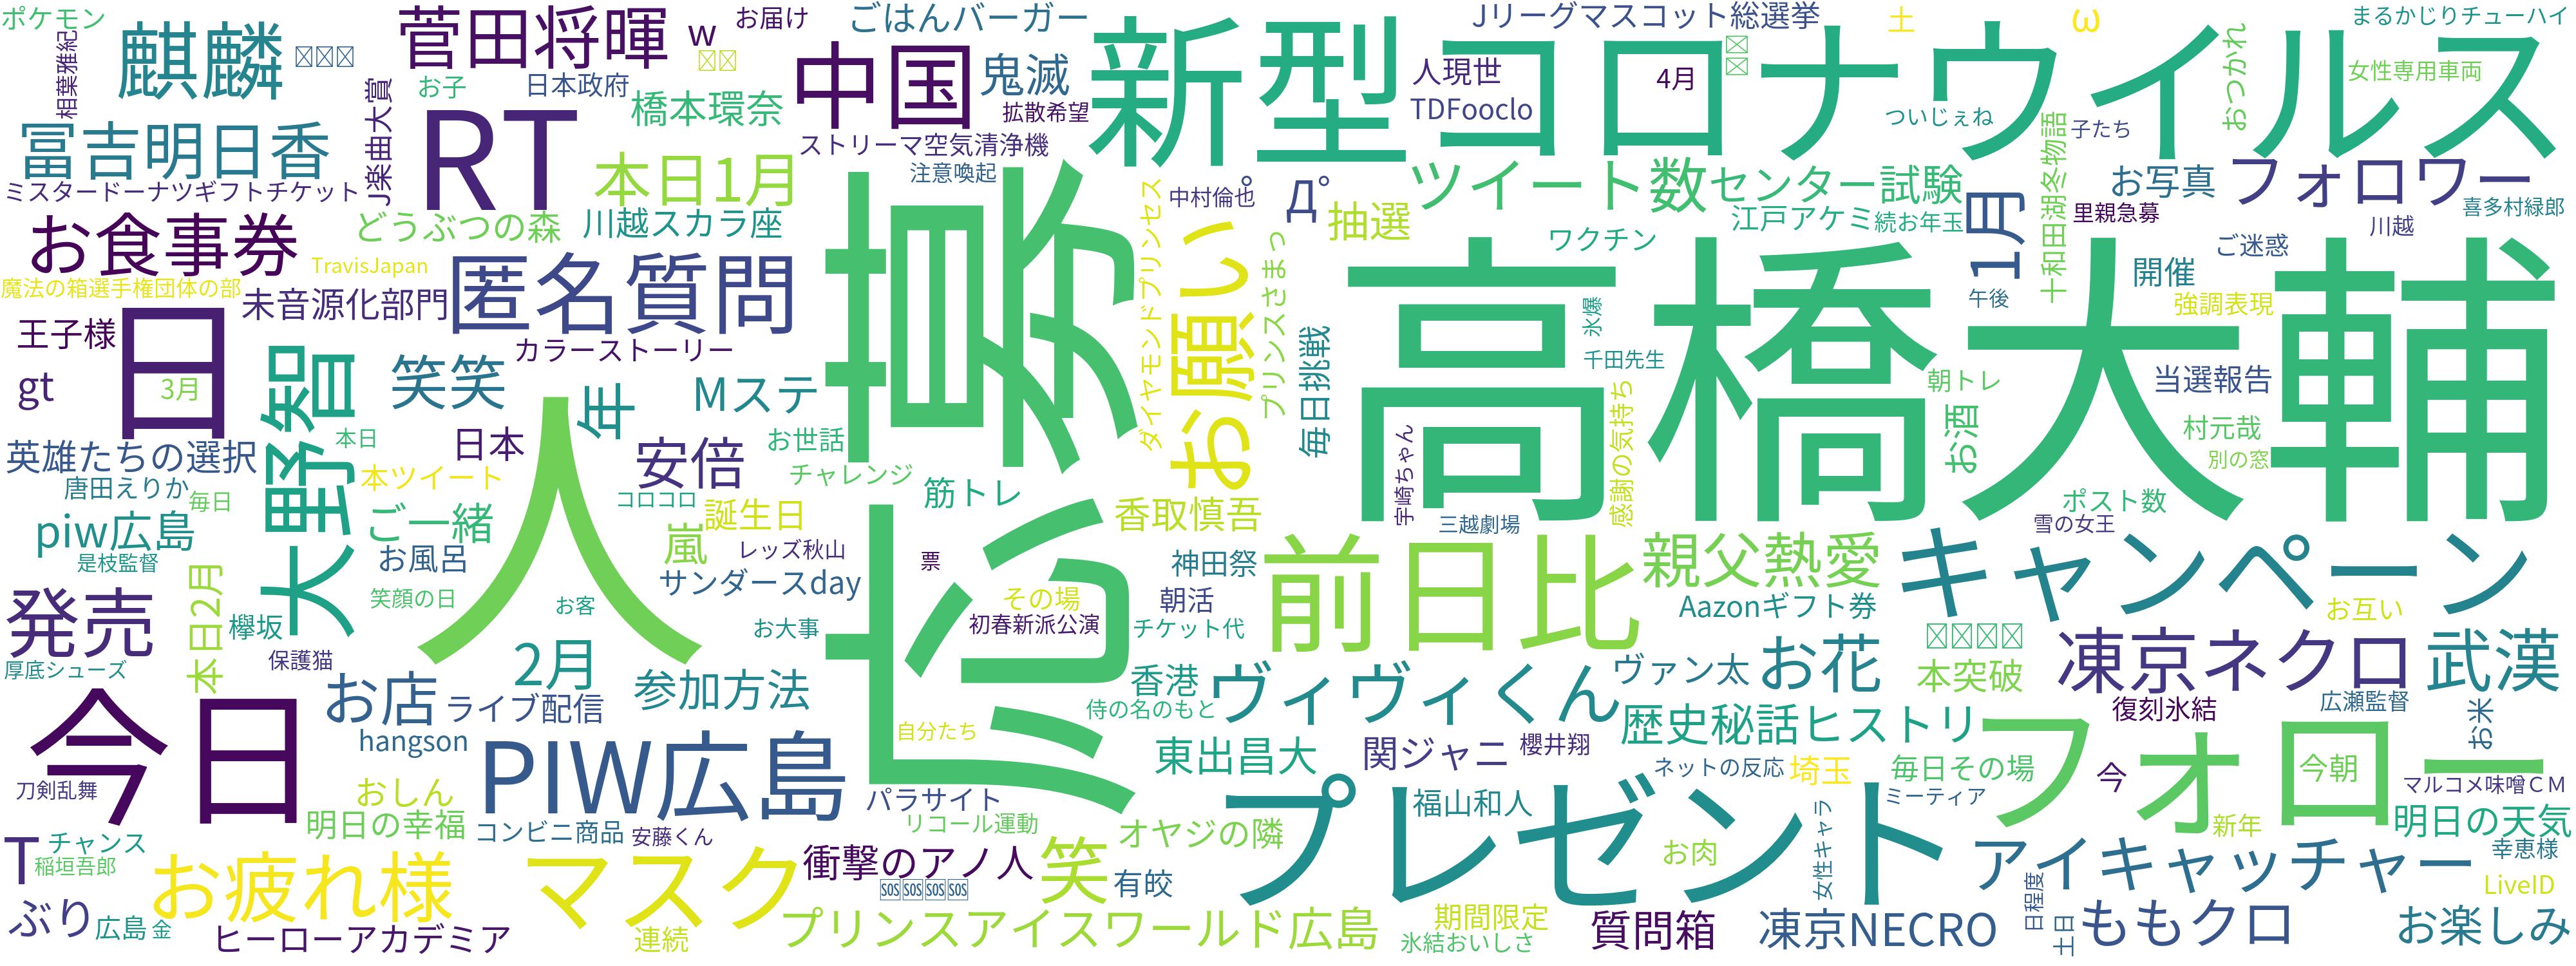 ポケモン
相葉雅紀
麒麟
菅田将暉
w
お届け
ごはんバーガー
Jリーグマスコット総選挙
土
ω
まるかじりチューハイ
お子
日本政府
中国
鬼滅
新型コロナウイルス
人現世
4月
おつかれ
女性専用車両
冨吉明日香
J楽曲大賞
RT
橋本環奈
拡散希望
TDFooclo
ついじぇね
子たち
ストリーマ空気清浄機
注意喚起
ミスタードーナツギフトチケット
本日1月
中村倫也
Д゜
ツイート数
センター試験
1月
十和田湖冬物語
お写真
フォロワー
お食事券
どうぶつの森
川越スカラ座
抽選
江戸アケミ
続お年玉
里親急募
川越
喜多村緑郎
TravisJapan
匿名質問
夢
ダイヤモンドプリンセス
お願い
プリンスさまっ
ワクチン
ご迷惑
魔法の箱選手権団体の部
未音源化部門
高橋大輔
氷爆
午後
開催
強調表現
王子様
日
カラーストーリー
毎日挑戦
千田先生
gt
3月
大野智
笑笑
年
Mステ
感謝の気持ち
朝トレ
当選報告
英雄たちの選択
本日
日本
安倍
お世話
宇崎ちゃん
お酒
村元哉
唐田えりか
毎日
本ツイート
人
コロコロ
チャレンジ
筋トレ
別の窓
piw広島
ご一緒
誕生日
香取慎吾
三越劇場
ポスト数
雪の女王
是枝監督
お風呂
嵐
レッズ秋山
票
心
神田祭
前日比
親父熱愛
キャンペーン
発売
本日2月
欅坂
笑顔の日
サンダースday
その場
朝活
Aazonギフト券
お互い
お客
お大事
初春新派公演
チケット代
厚底シューズ
保護猫
2月
参加方法
香港
ヴィヴィくん
ヴァン太
お花
本突破
凍京ネクロ
武漢
今日
お店
ライブ配信
侍の名のもと
歴史秘話ヒストリ
復刻氷結
広瀬監督
お米
hangson
PIW広島
自分たち
東出昌大
関ジャニ
櫻井翔
フォロー
刀剣乱舞
おしん
パラサイト
プレゼント
福山和人
ネットの反応
埼玉
毎日その場
今
今朝
マルコメ味噌CM
T
チャンス
明日の幸福
コンビニ商品
安藤くん
リコール運動
オヤジの隣
ミーティア
新年
明日の天気
稲垣吾郎
お疲れ様
マスク
衝撃のアノ人
笑
有皎
お肉
女性キャラ
アイキャッチャー
幸恵様
🆘🆘🆘🆘
LiveID
ぶり
広島
金
ヒーローアカデミア
連続
プリンスアイスワールド広島
期間限定
氷結おいしさ
質問箱
凍京NECRO
日程度
土日
ももクロ
お楽しみ